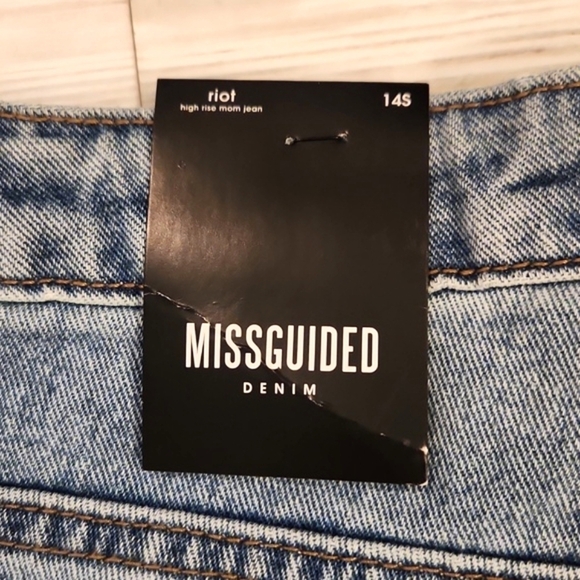 riot
high rise mom jean
14S
MISSGUIDED
DENIM